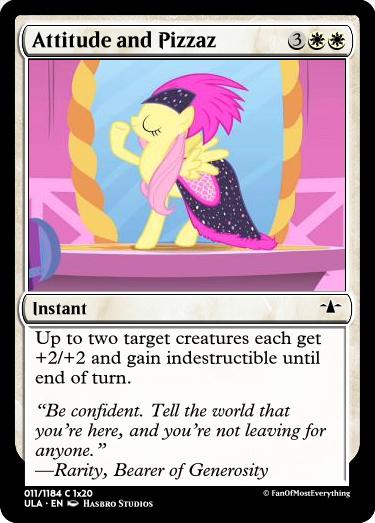 Attitude and Pizzaz 3
Instant
Up to two target creatures each get
+2/+2 and gain indestructible until
end of turn.
“Be confident. Tell the world that
you’re here, and you’re not leaving for
anyone.”
—Rarity, Bearer of Generosity
011/1184 C 1x20
ULA • EN Hasbro Studios
© FanOfMostEverything